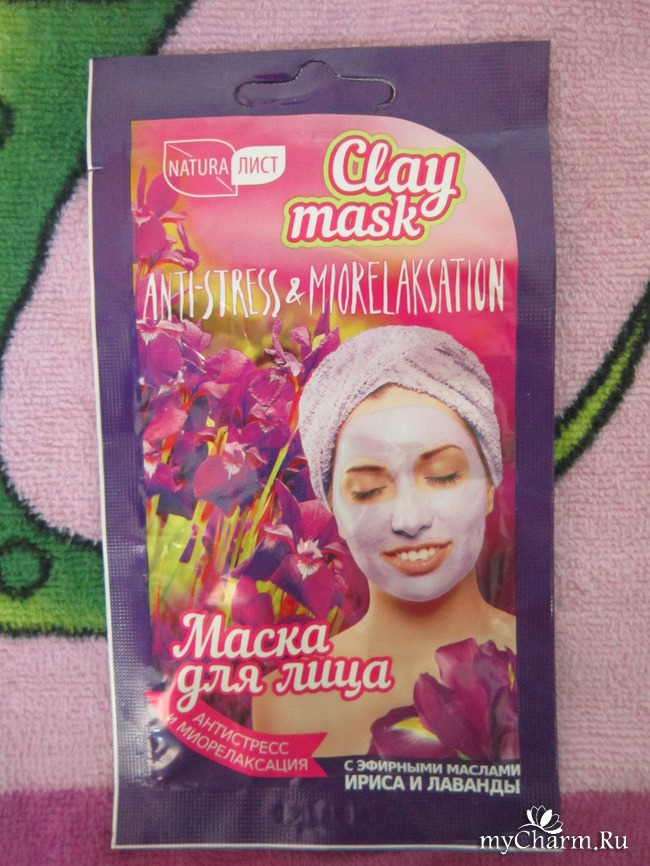 NATURA ЛИСТ
Clay
mask
ANTI-STRESS & MIORELAKSATION
Маска
для лица
АНТИСТРЕСС
И МИОРЕЛАКСАЦИЯ
С ЭФИРНЫМИ МАСЛАМИ
ИРИСА И ЛАВАНДЫ
myCharm.Ru